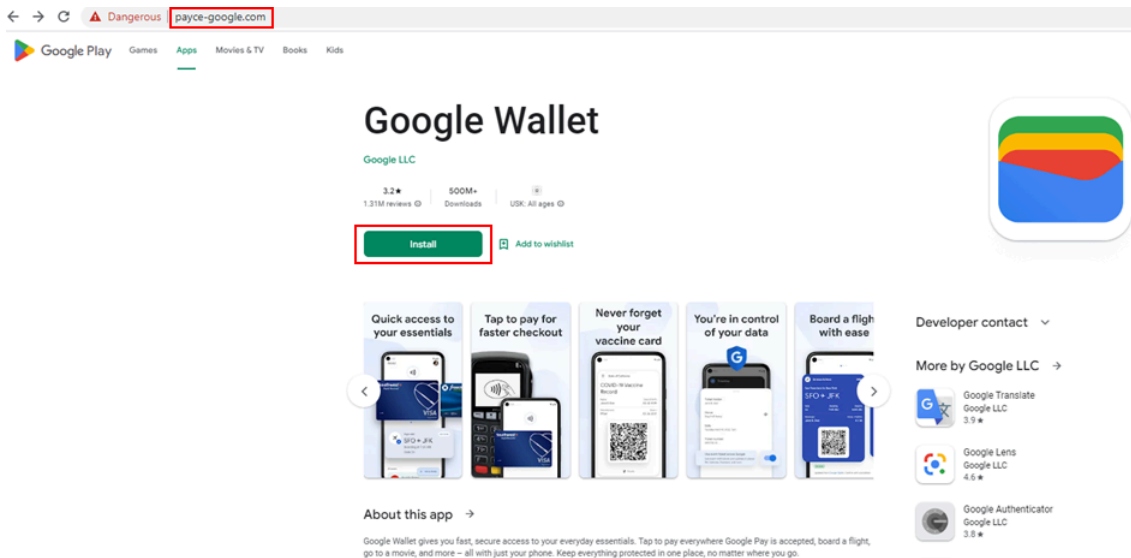 Dangerous payce-google.com
Google Play Games Apps Movies & TV Books Kids
Google Wallet
Google LLC
3.2★ 500M+
1.31M reviews Downloads USK: All ages
Install Add to wishlist
Quick access to
your essentials
Tap to pay for
faster checkout
Never forget
your
vaccine card
You're in control
of your data
Board a fligh
with ease
VISA
SFO → JFK
VISA
COVID-19 Vaccine
Record
G
SFO → JFK
Developer contact
More by Google LLC →
Google Translate
Google LLC
3.9★
Google Lens
Google LLC
4.6★
Google Authenticator
Google LLC
3.8★
About this app →
Google Wallet gives you fast, secure access to your everyday essentials. Tap to pay everywhere Google Pay is accepted, board a flight,
go to a movie, and more – all with just your phone. Keep everything protected in one place, no matter where you go.